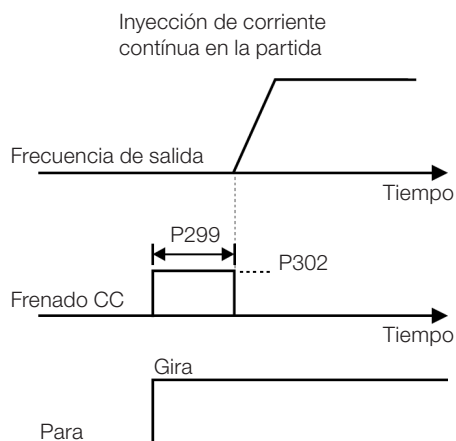 Inyección de corriente
contínua en la partida
Frecuencia de salida
Tiempo
P299
P302
Frenado CC
Tiempo
Gira
Para